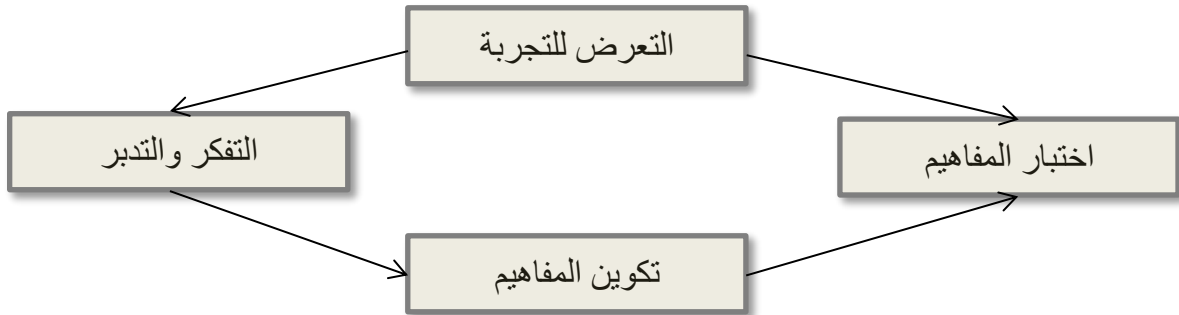 التعرض للتجربة
التفكر والتدبر
اختبار المفاهيم
تكوين المفاهيم